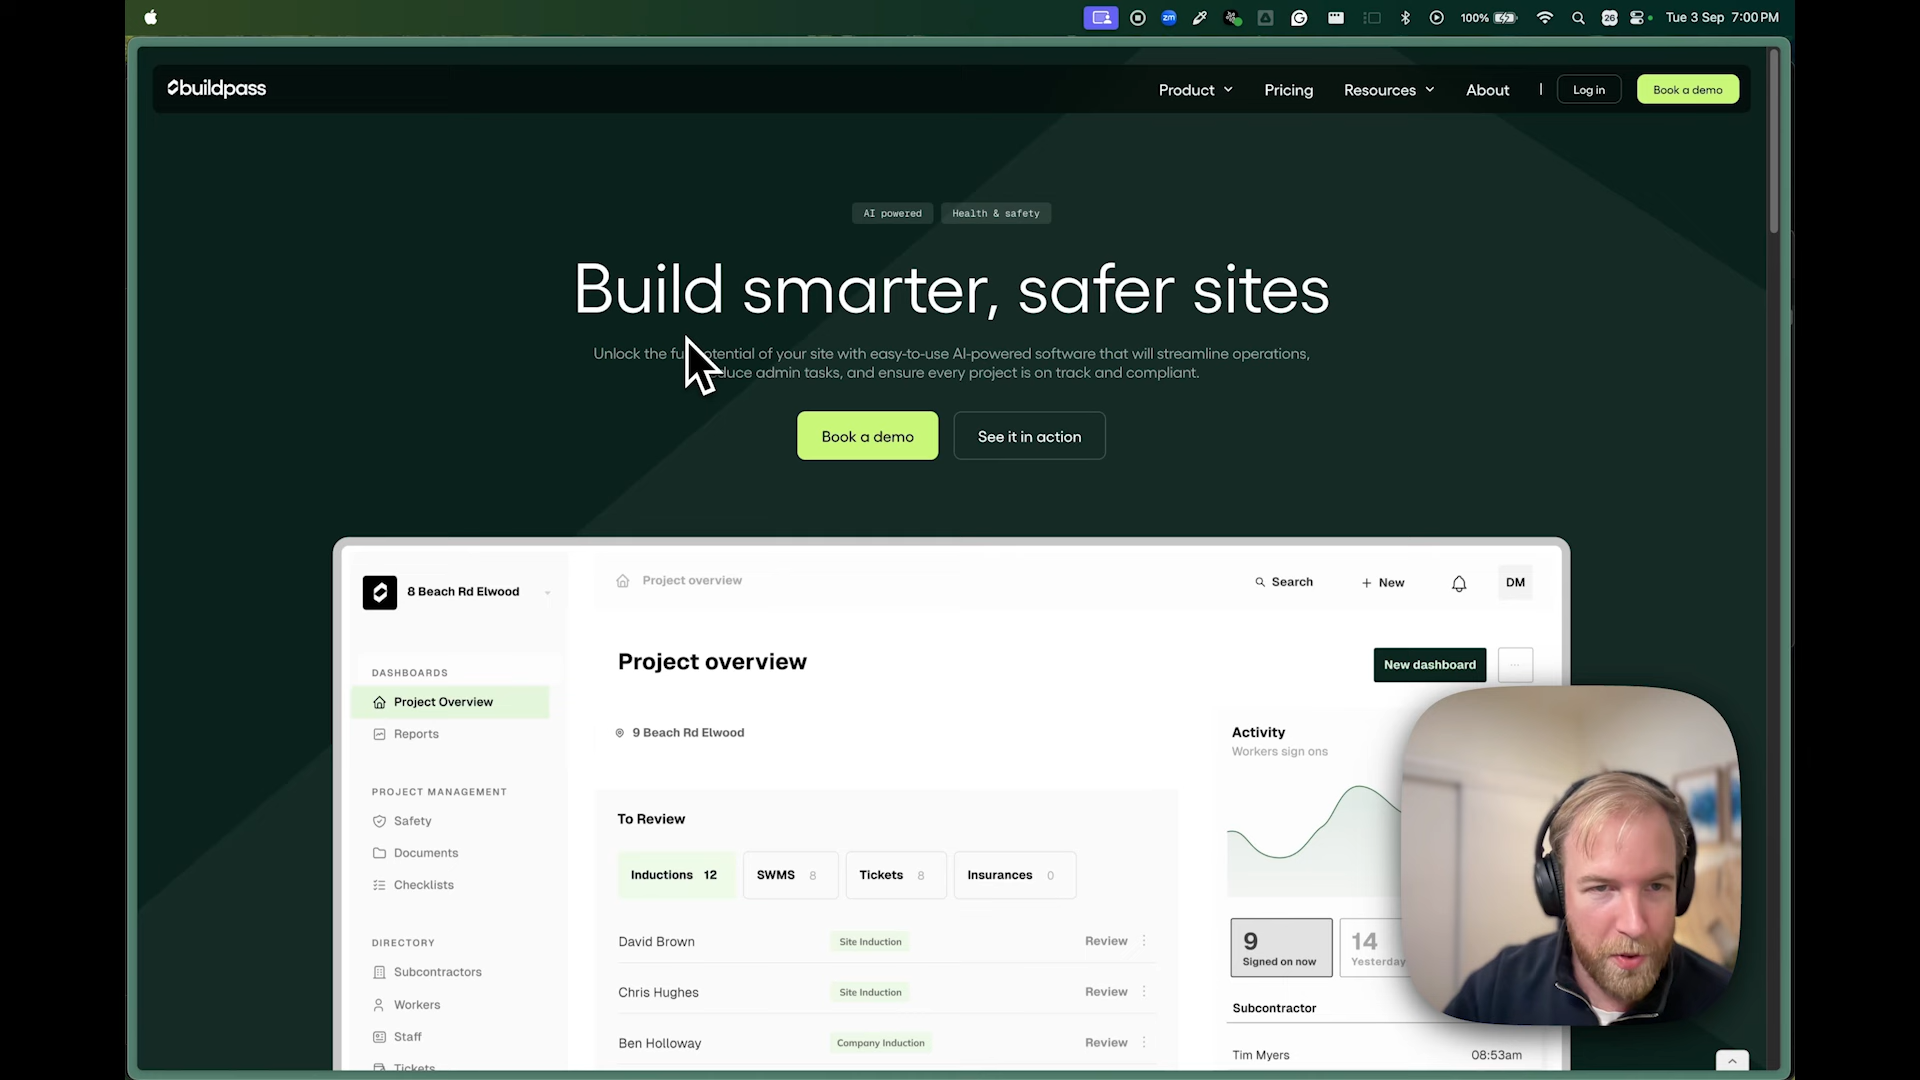 zm
100%
26
Tue 3 Sep 7:00 PM
buildpass
Product
Pricing
Resources
About
Log in
Book a demo
AI powered
Health & safety
Build smarter, safer sites
Unlock the potential of your site with easy-to-use AI-powered software that will streamline operations,
admin tasks, and ensure every project is on track and compliant.
Book a demo
See it in action
8 Beach Rd Elwood
Project overview
Search
+ New
DM
Project overview
New dashboard
...
DASHBOARDS
Project Overview
Reports
9 Beach Rd Elwood
Activity
Workers sign ons
PROJECT MANAGEMENT
Safety
Documents
Checklists
To Review
Inductions 12
SWMS 8
Tickets 8
Insurances 0
DIRECTORY
Subcontractors
Workers
Staff
Tickets
David Brown
Site Induction
Review
Chris Hughes
Site Induction
Review
Ben Holloway
Company Induction
Review
9
Signed on now
14
Yesterday
Subcontractor
Tim Myers
08:53am